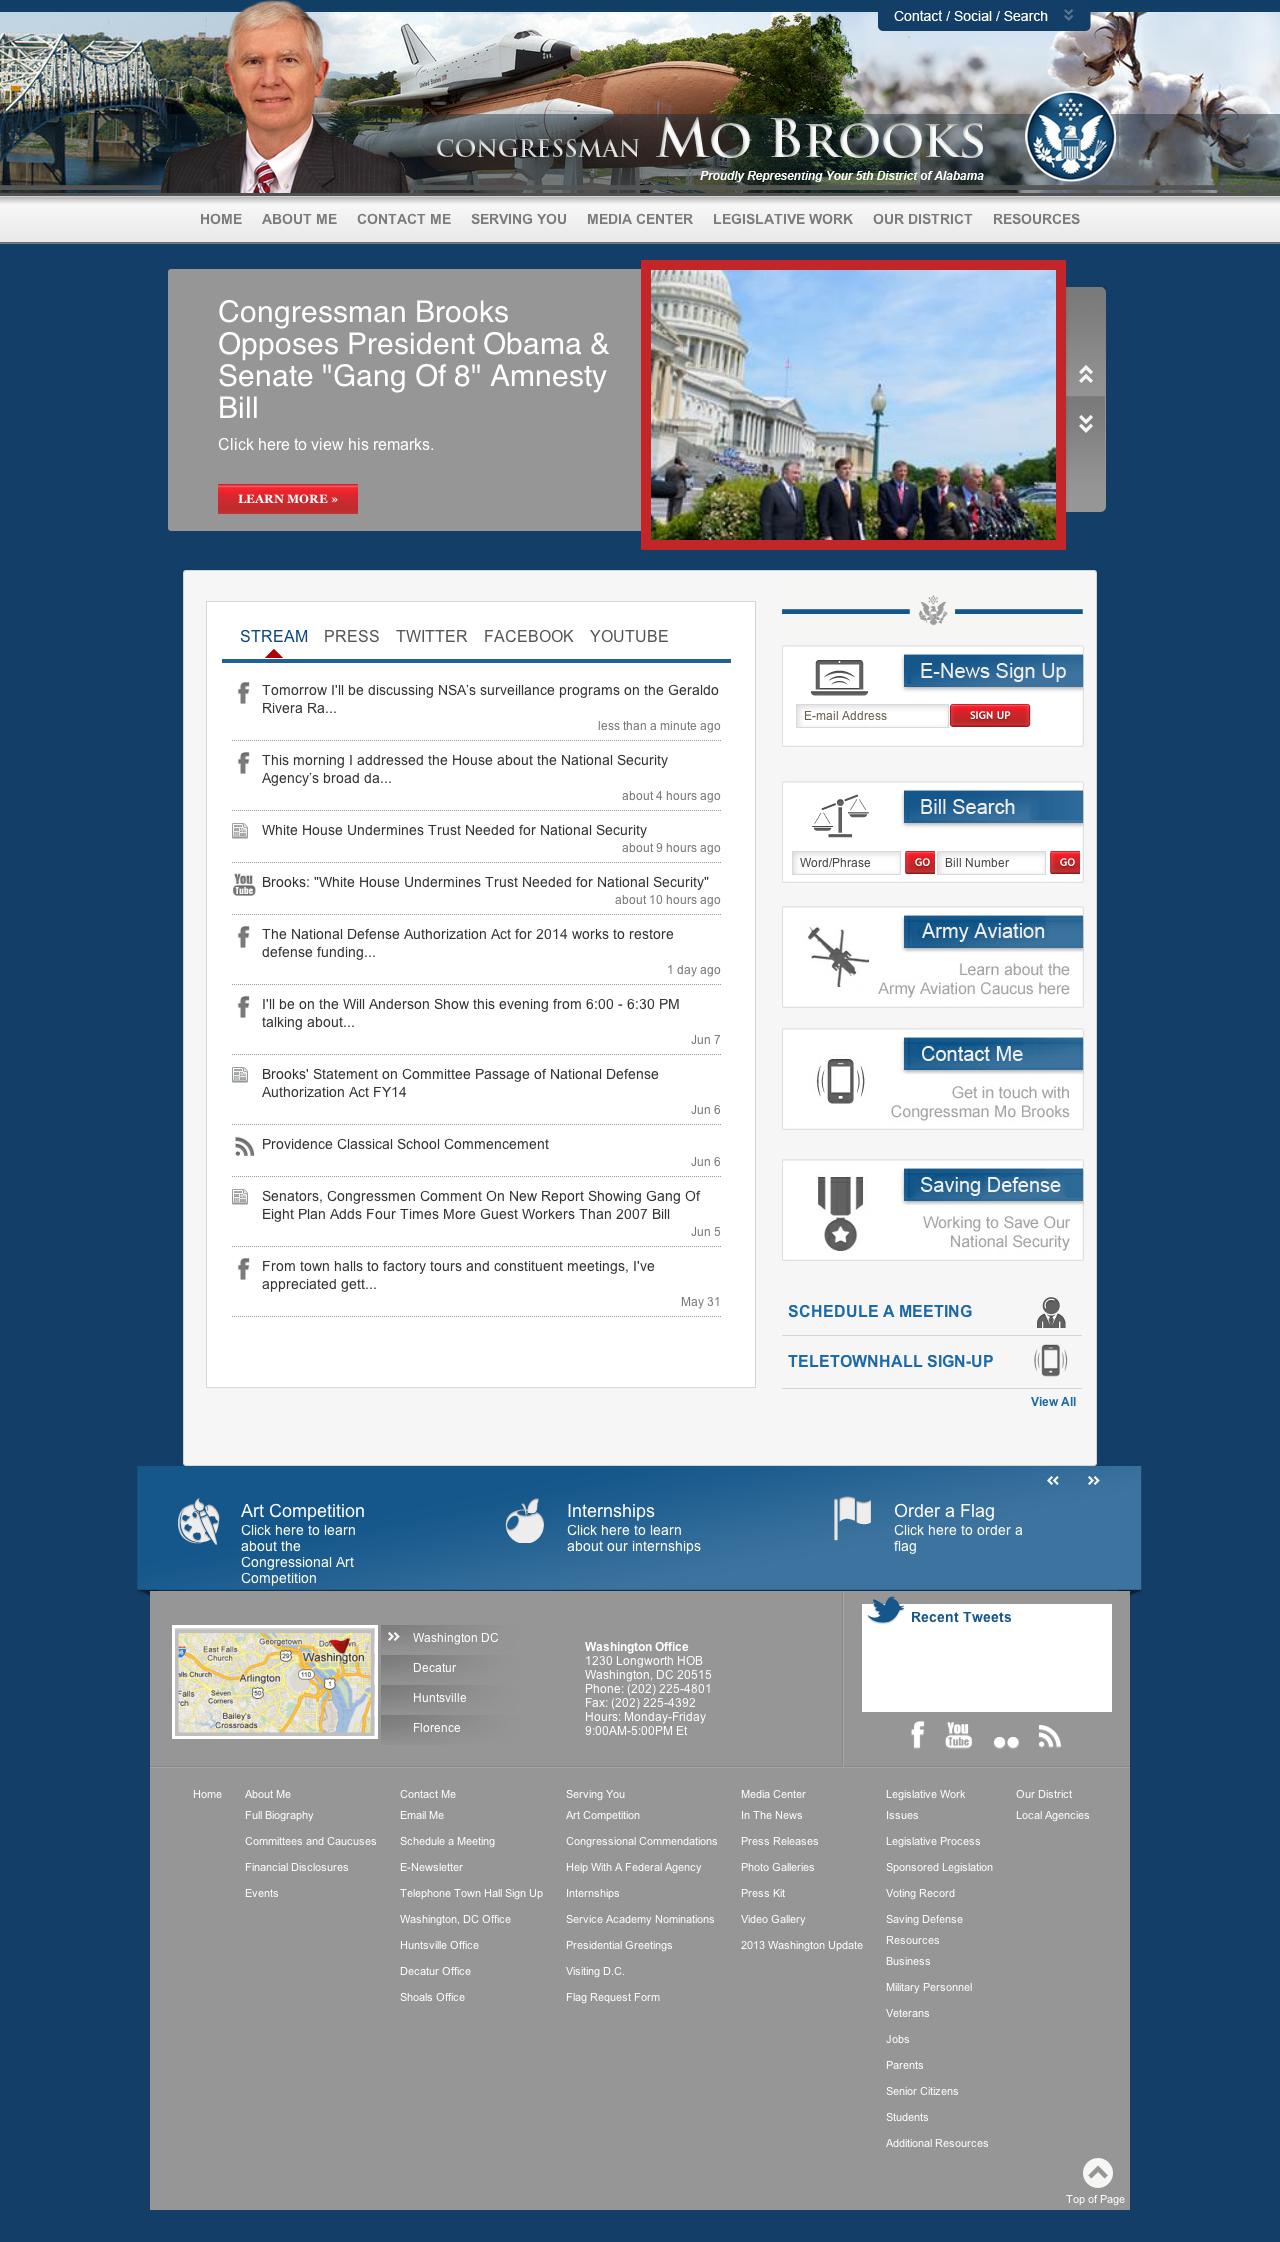 Contact / Social / Search
United States
CONGRESSMAN MO BROOKS
Proudly Representing Your 5th District of Alabama
HOME ABOUT ME CONTACT ME SERVING YOU MEDIA CENTER LEGISLATIVE WORK OUR DISTRICT RESOURCES
Congressman Brooks
Opposes President Obama &
Senate "Gang Of 8" Amnesty
Bill
Click here to view his remarks.
LEARN MORE »
STREAM PRESS TWITTER FACEBOOK YOUTUBE
Tomorrow I'll be discussing NSA's surveillance programs on the Geraldo
Rivera Ra...
less than a minute ago
This morning I addressed the House about the National Security
Agency's broad da...
about 4 hours ago
White House Undermines Trust Needed for National Security
about 9 hours ago
You Tube
Brooks: "White House Undermines Trust Needed for National Security"
about 10 hours ago
The National Defense Authorization Act for 2014 works to restore
defense funding...
1 day ago
I'll be on the Will Anderson Show this evening from 6:00 - 6:30 PM
talking about...
Jun 7
Brooks' Statement on Committee Passage of National Defense
Authorization Act FY14
Jun 6
Providence Classical School Commencement
Jun 6
Senators, Congressmen Comment On New Report Showing Gang Of
Eight Plan Adds Four Times More Guest Workers Than 2007 Bill
Jun 5
From town halls to factory tours and constituent meetings, I've
appreciated gett...
May 31
E-News Sign Up
E-mail Address SIGN UP
Bill Search
Word/Phrase GO Bill Number GO
Army Aviation
Learn about the
Army Aviation Caucus here
Contact Me
Get in touch with
Congressman Mo Brooks
Saving Defense
Working to Save Our
National Security
SCHEDULE A MEETING
TELETOWNHALL SIGN-UP
View All
Art Competition
Click here to learn
about the
Congressional Art
Competition
Internships
Click here to learn
about our internships
Order a Flag
Click here to order a
flag
Georgetown
East Falls
Church
Washington
Arlington
Seven
Corners
Bailey's
Crossroads
29
110
1
50
Washington DC
Decatur
Huntsville
Florence
Washington Office
1230 Longworth HOB
Washington, DC 20515
Phone: (202) 225-4801
Fax: (202) 225-4392
Hours: Monday-Friday
9:00AM-5:00PM Et
Recent Tweets
You Tube
Home
About Me
Full Biography
Committees and Caucuses
Financial Disclosures
Events
Contact Me
Email Me
Schedule a Meeting
E-Newsletter
Telephone Town Hall Sign Up
Washington, DC Office
Huntsville Office
Decatur Office
Shoals Office
Serving You
Art Competition
Congressional Commendations
Help With A Federal Agency
Internships
Service Academy Nominations
Presidential Greetings
Visiting D.C.
Flag Request Form
Media Center
In The News
Press Releases
Photo Galleries
Press Kit
Video Gallery
2013 Washington Update
Legislative Work
Issues
Legislative Process
Sponsored Legislation
Voting Record
Saving Defense
Resources
Business
Military Personnel
Veterans
Jobs
Parents
Senior Citizens
Students
Additional Resources
Our District
Local Agencies
Top of Page